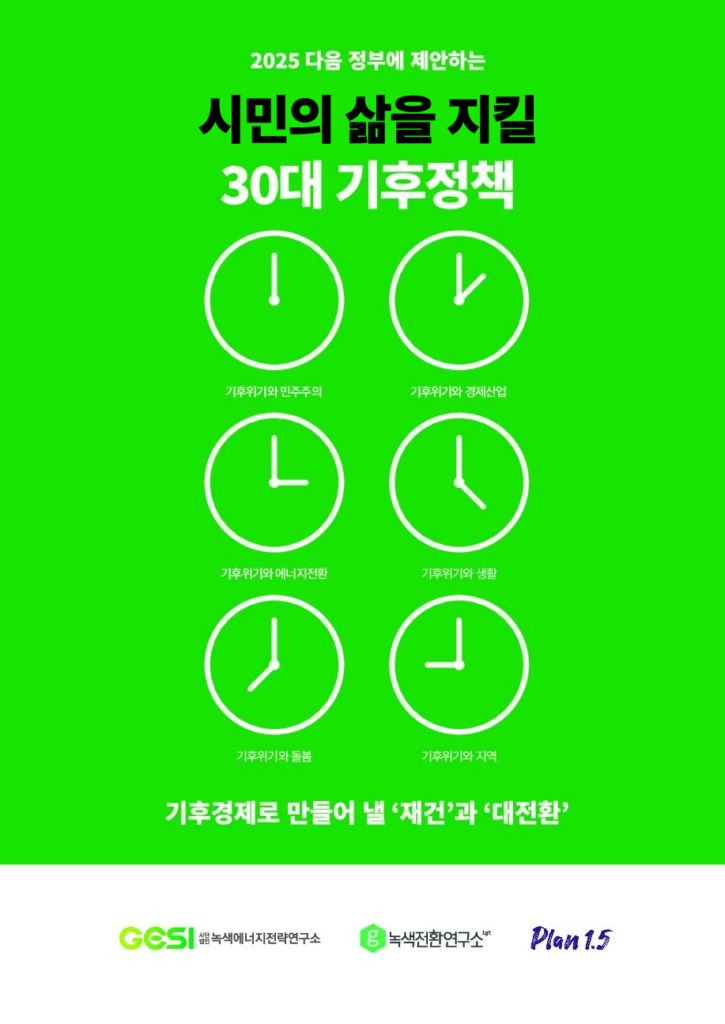 2025 다음 정부에 제안하는
시민의 삶을 지킬
30대 기후정책
기후위기와 민주주의
기후위기와 경제산업
기후위기와 에너지전환
기후위기와 생활
기후위기와 돌봄
기후위기와 지역
기후경제로 만들어 낼 ‘재건’과 ‘대전환’
GESI 사단법인 녹색에너지전략연구소
g 녹색전환연구소 igt
Plan 1.5